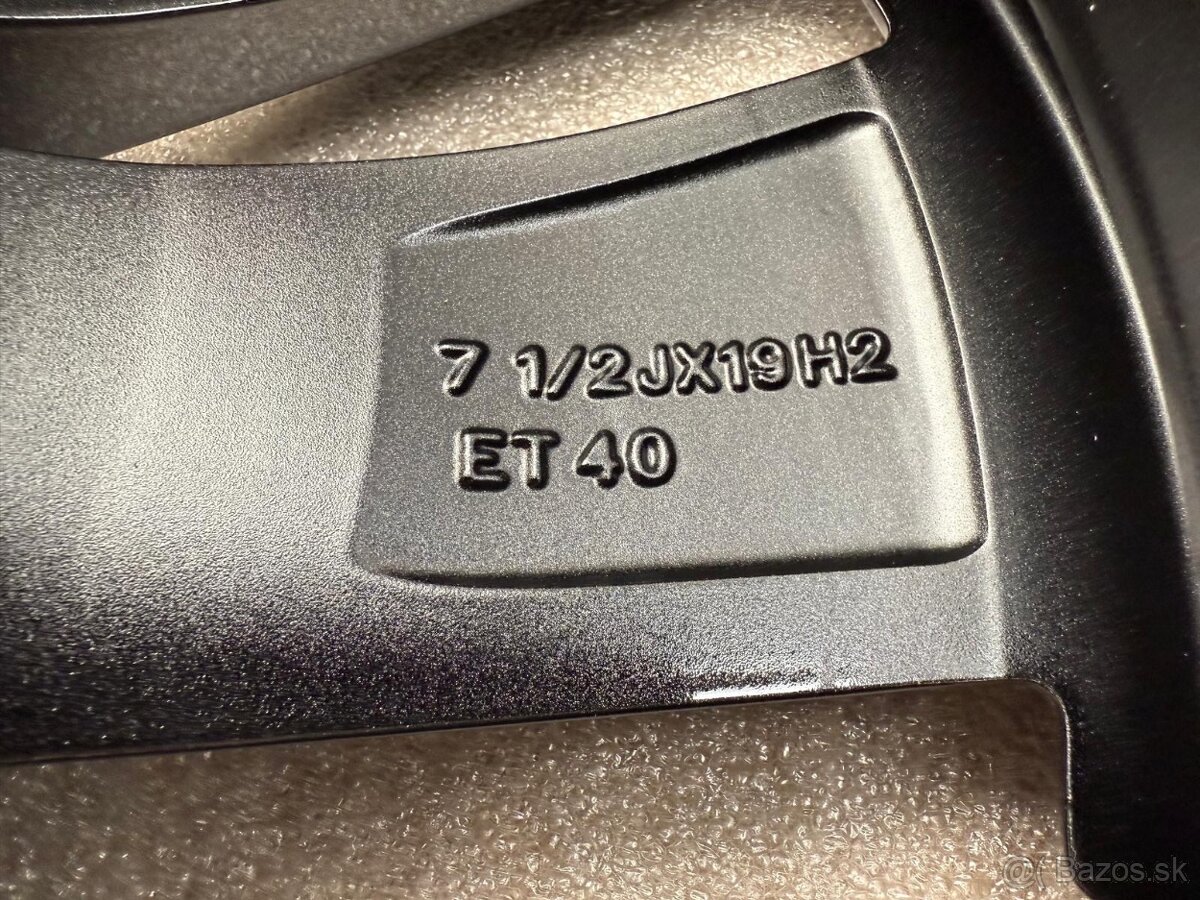 7 1/2JX19H2
ET 40
@( Bazos.sk